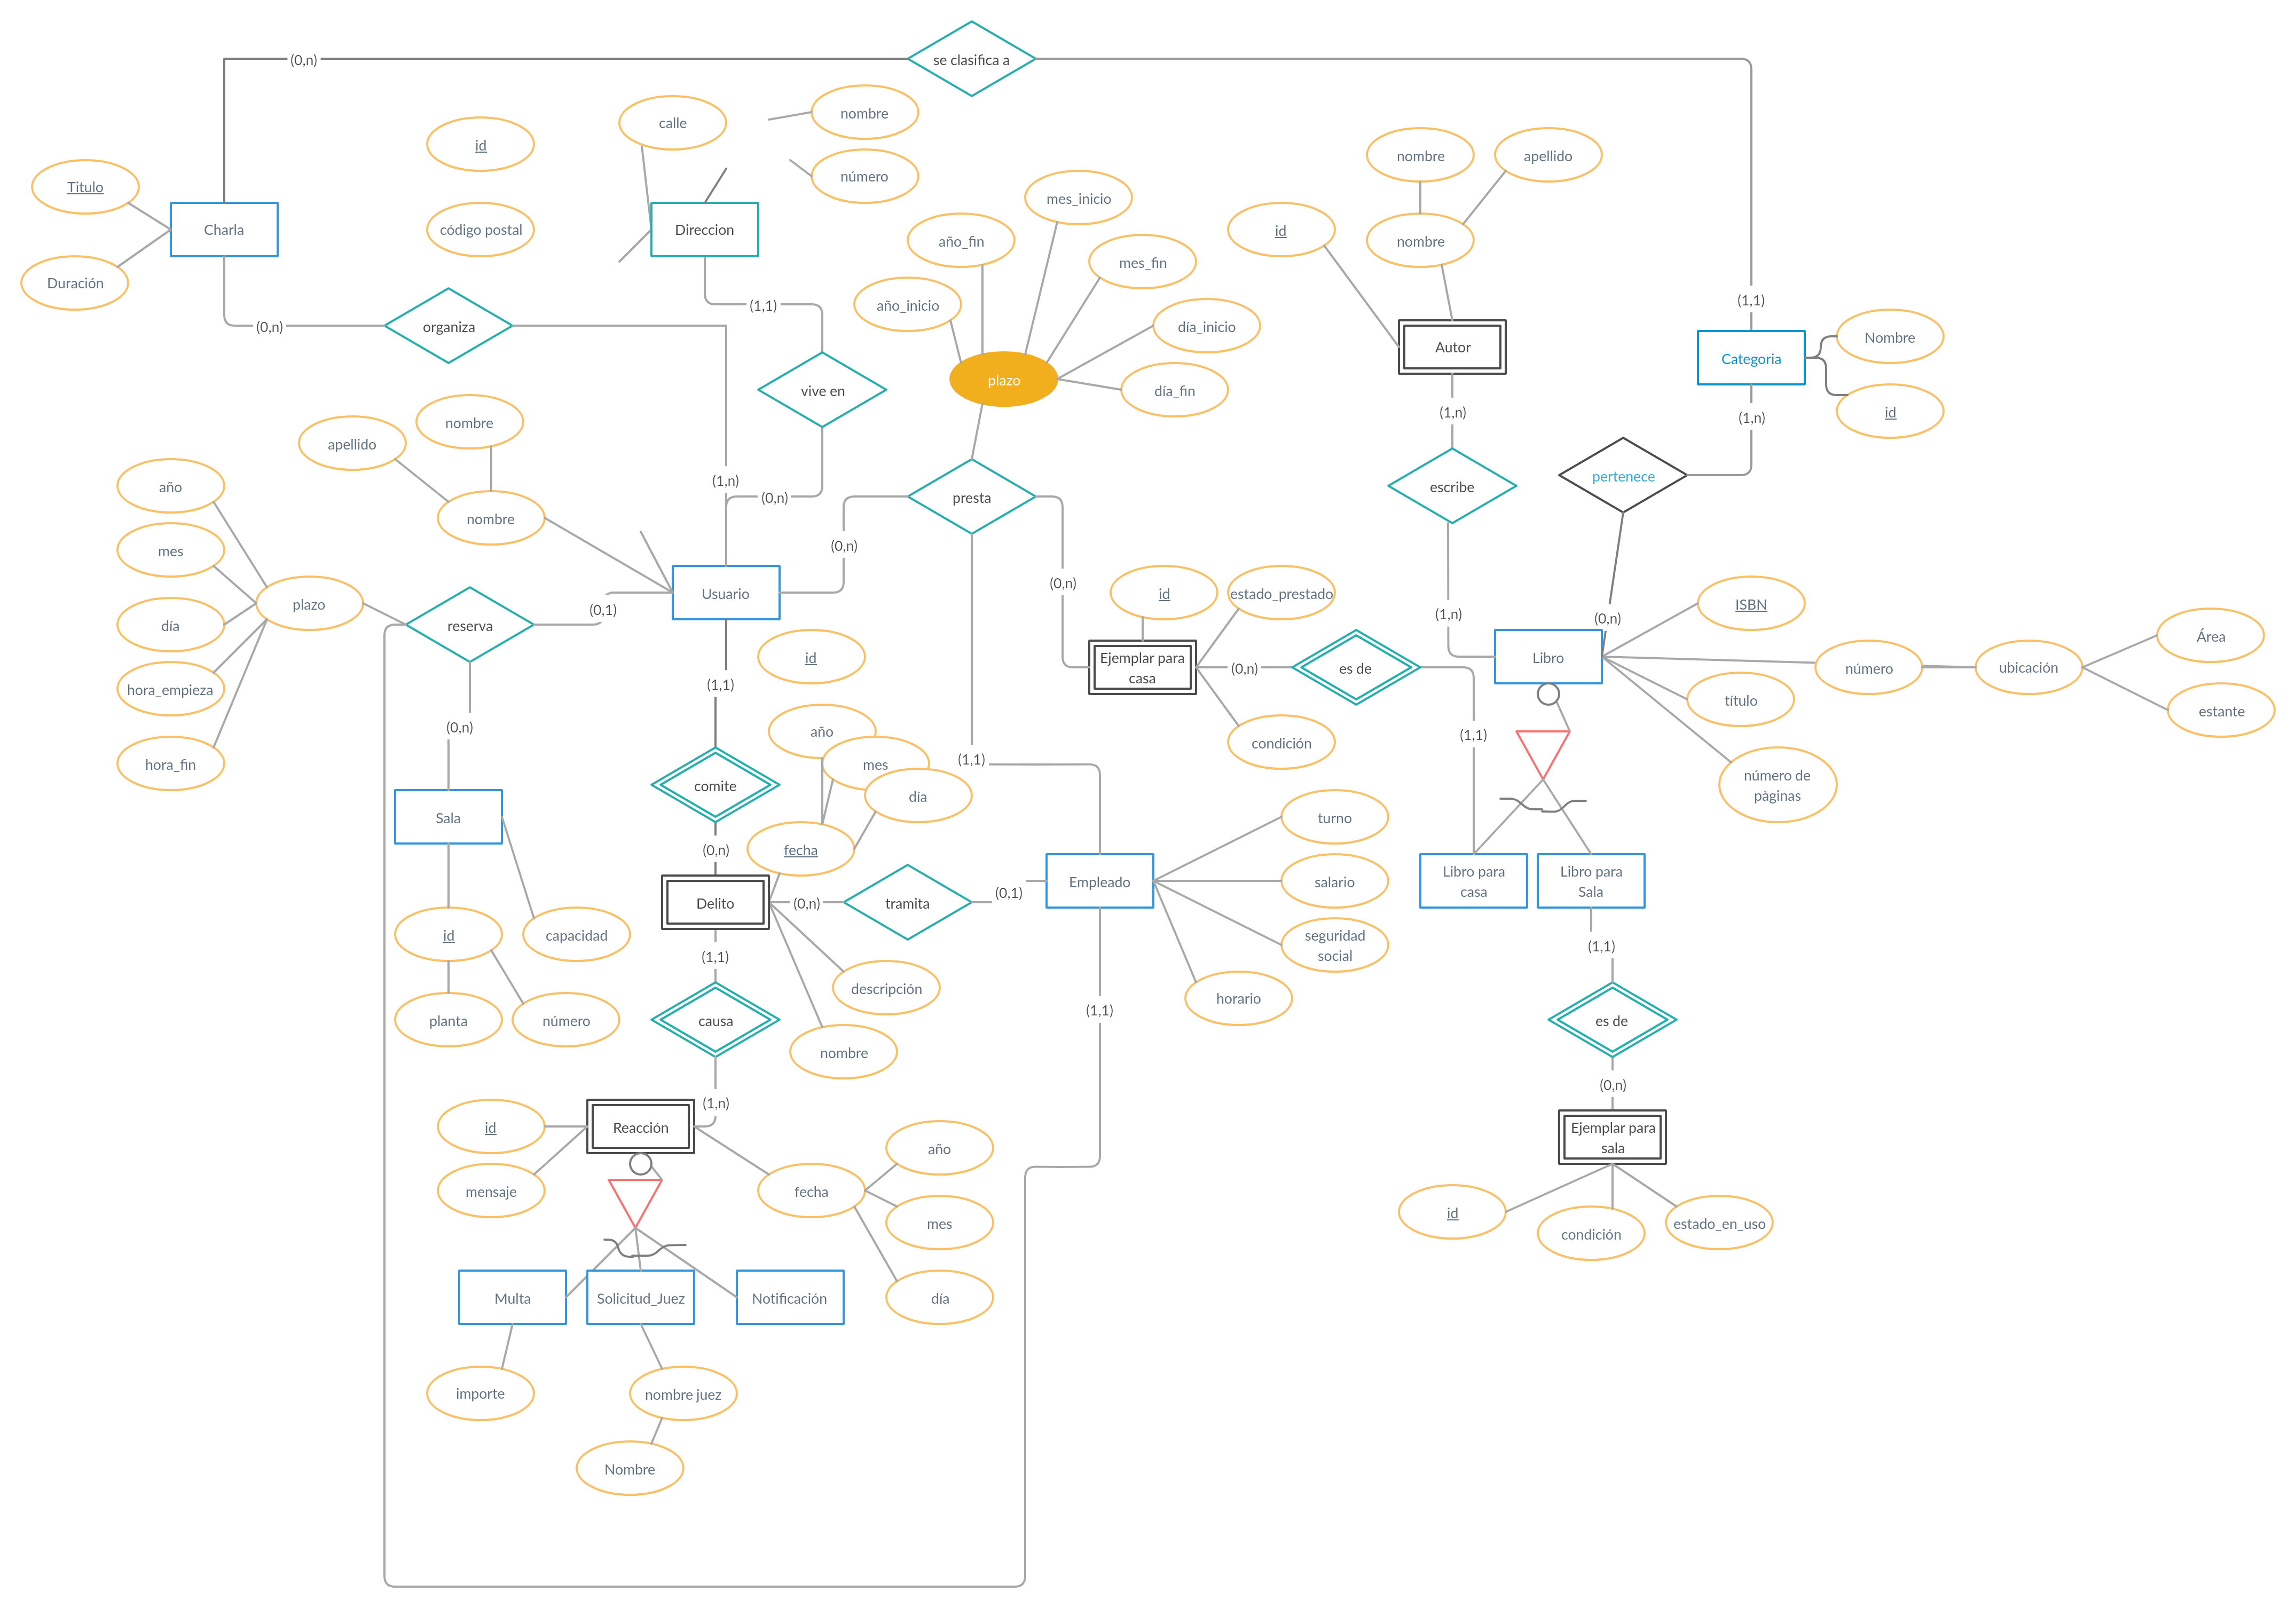 se clasifica a
(0,n)
calle
nombre
id
número
nombre
apellido
Titulo
mes_inicio
Charla
código postal
Direccion
año_fin
id
nombre
mes_fin
Duración
(1,1)
año_inicio
(1,1)
(0,n)
organiza
día_inicio
Nombre
Autor
Categoria
plazo
vive en
día_fin
(1,n)
id
(1,n)
apellido
nombre
pertenece
(1,n)
año
escribe
(0,n)
presta
nombre
(0,n)
mes
(0,n)
id
estado_prestado
Usuario
plazo
(0,1)
ISBN
(1,n)
(0,n)
día
reserva
Área
id
Ejemplar para
casa
(0,n)
es de
Libro
número
ubicación
(1,1)
hora_empieza
título
estante
(0,n)
año
(1,1)
condición
hora_fin
mes
(1,1)
número de
pàginas
comite
día
Sala
turno
(0,n)
fecha
Empleado
salario
Libro para
casa
Libro para
Sala
(0,1)
Delito
(0,n)
tramita
id
capacidad
seguridad
social
(1,1)
(1,1)
descripción
horario
(1,1)
planta
número
causa
es de
nombre
(0,n)
(1,n)
id
Reacción
Ejemplar para
sala
año
mensaje
fecha
id
mes
estado_en_uso
condición
Multa
Solicitud_Juez
Notificación
día
importe
nombre juez
Nombre